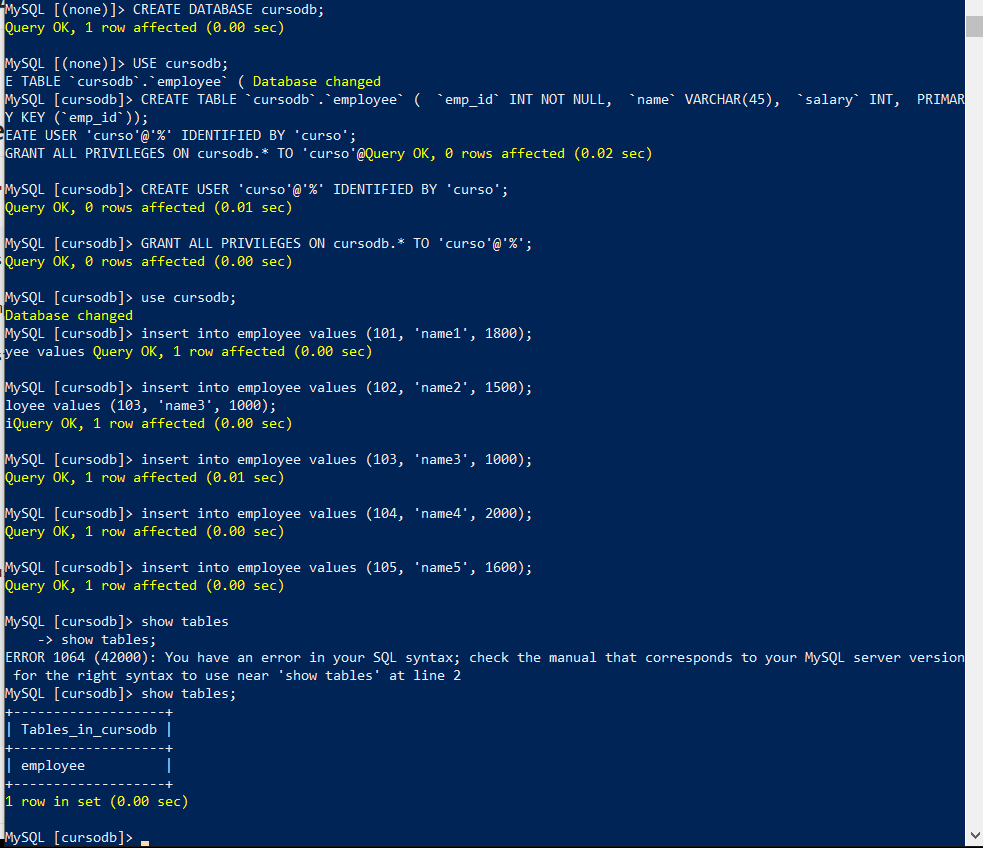 MySQL [(none)]> CREATE DATABASE cursodb;
Query OK, 1 row affected (0.00 sec)
MySQL [(none)]> USE cursodb;
E TABLE `cursodb`.`employee` ( Database changed
MySQL [cursodb]> CREATE TABLE `cursodb`.`employee` (  `emp_id` INT NOT NULL,  `name` VARCHAR(45),  `salary` INT,  PRIMAR
Y KEY (`emp_id`));
EATE USER 'curso'@'%' IDENTIFIED BY 'curso';
GRANT ALL PRIVILEGES ON cursodb.* TO 'curso'@Query OK, 0 rows affected (0.02 sec)
MySQL [cursodb]> CREATE USER 'curso'@'%' IDENTIFIED BY 'curso';
Query OK, 0 rows affected (0.01 sec)
MySQL [cursodb]> GRANT ALL PRIVILEGES ON cursodb.* TO 'curso'@'%';
Query OK, 0 rows affected (0.00 sec)
MySQL [cursodb]> use cursodb;
Database changed
MySQL [cursodb]> insert into employee values (101, 'name1', 1800);
yee values Query OK, 1 row affected (0.00 sec)
MySQL [cursodb]> insert into employee values (102, 'name2', 1500);
loyee values (103, 'name3', 1000);
iQuery OK, 1 row affected (0.00 sec)
MySQL [cursodb]> insert into employee values (103, 'name3', 1000);
Query OK, 1 row affected (0.01 sec)
MySQL [cursodb]> insert into employee values (104, 'name4', 2000);
Query OK, 1 row affected (0.00 sec)
MySQL [cursodb]> insert into employee values (105, 'name5', 1600);
Query OK, 1 row affected (0.00 sec)
MySQL [cursodb]> show tables
    -> show tables;
ERROR 1064 (42000): You have an error in your SQL syntax; check the manual that corresponds to your MySQL server version
 for the right syntax to use near 'show tables' at line 2
MySQL [cursodb]> show tables;
+-------------------+
| Tables_in_cursodb |
+-------------------+
| employee          |
+-------------------+
1 row in set (0.00 sec)
MySQL [cursodb]>